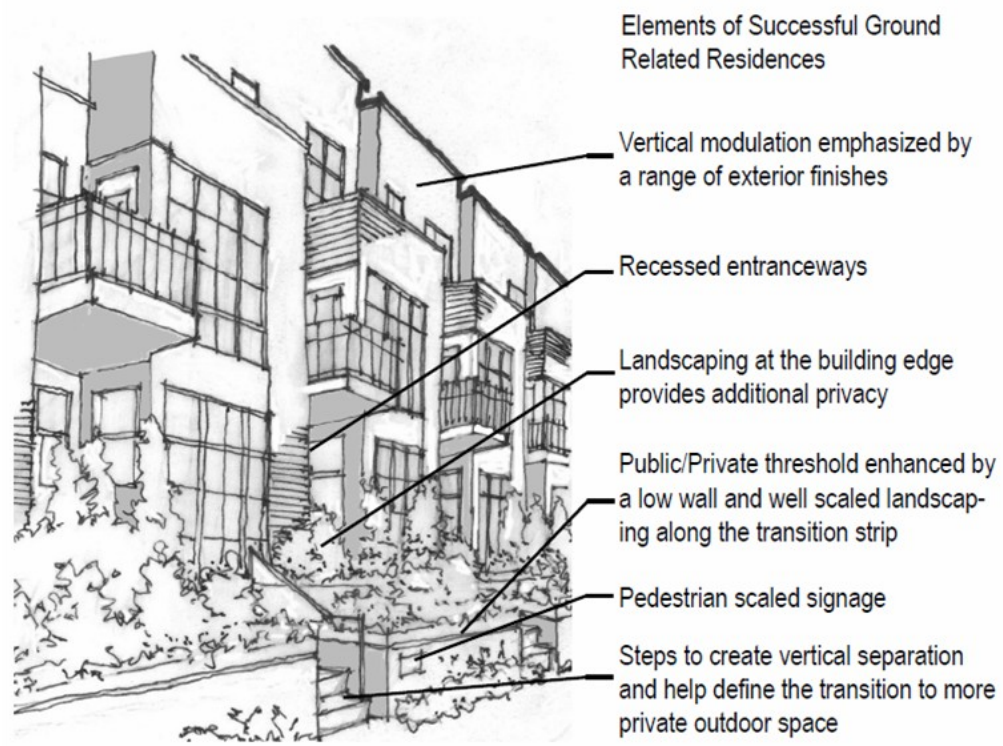 Elements of Successful Ground
Related Residences
Vertical modulation emphasized by
a range of exterior finishes
Recessed entranceways
Landscaping at the building edge
provides additional privacy
Public/Private threshold enhanced by
a low wall and well scaled landscap-
ing along the transition strip
Pedestrian scaled signage
Steps to create vertical separation
and help define the transition to more
private outdoor space